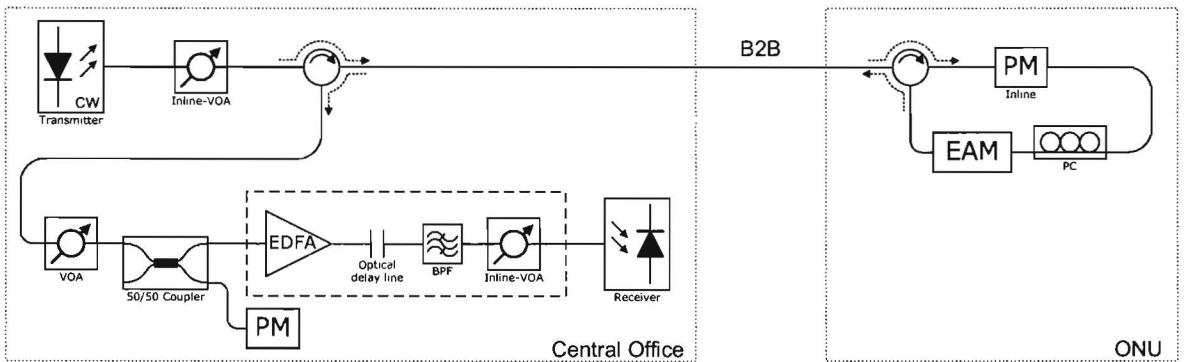 B2B
CW
Transmitter
Inline-VOA
PM
Inline
EAM
PC
EDFA
Optical
delay line
BPF
Inline-VOA
VOA
50/50 Coupler
PM
Receiver
Central Office
ONU